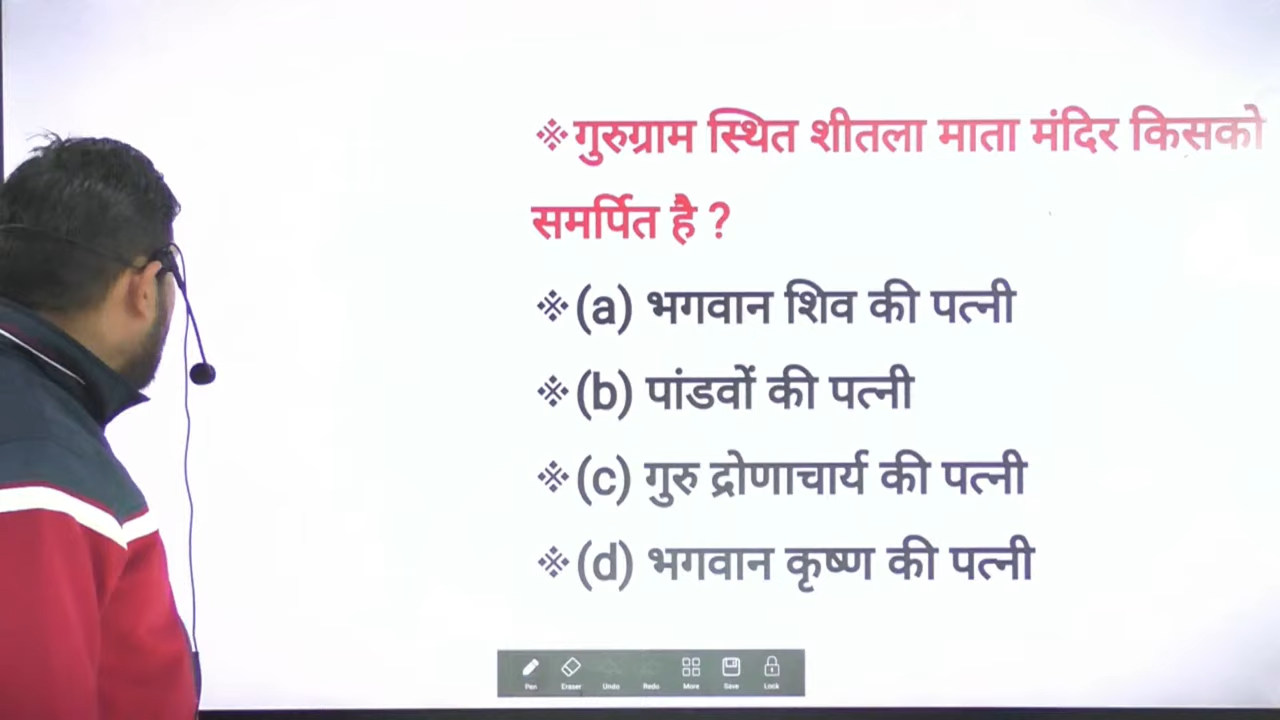 ※गुरुग्राम स्थित शीतला माता मंदिर किसको
समर्पित है ?
※(a) भगवान शिव की पत्नी
※(b) पांडवों की पत्नी
※(c) गुरु द्रोणाचार्य की पत्नी
※(d) भगवान कृष्ण की पत्नी
Pen Eraser Undo Redo More Save Lock